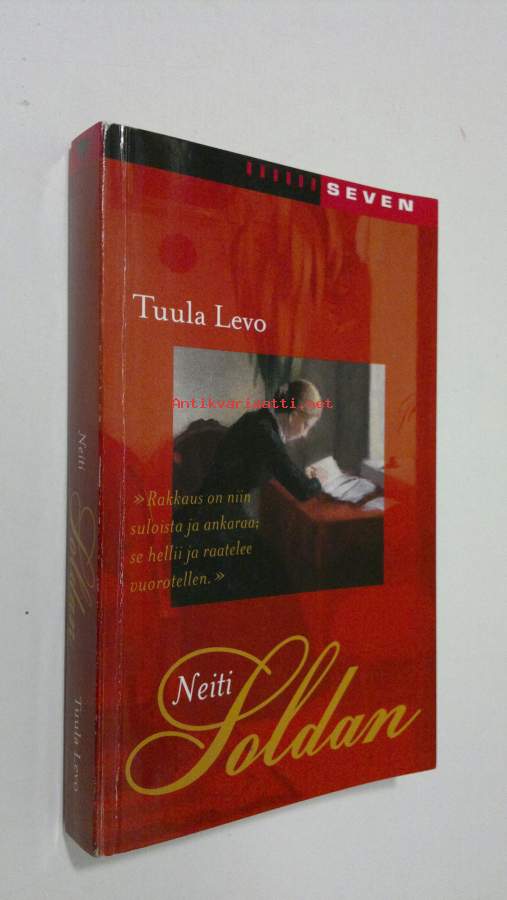 SEVEN
Tuula Levo
Antikvariaatti.net
»Rakkaus on niin
suloista ja ankaraa;
se hellii ja raatelee
vuorotellen.»
Neiti
Soldan
Neiti Soldan Tuula Levo